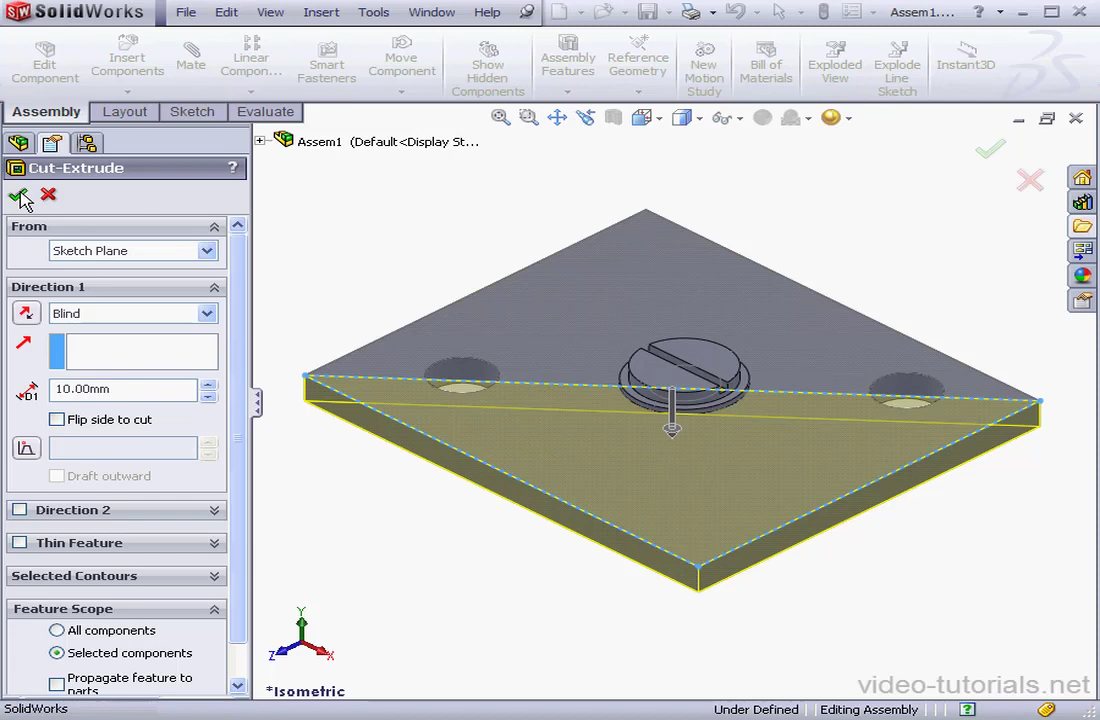 SW SolidWorks File Edit View Insert Tools Window Help Assem1.... ?
Edit Component
Insert Components
Mate
Linear Compon...
Smart Fasteners
Move Component
Show Hidden Components
Assembly Features
Reference Geometry
New Motion Study
Bill of Materials
Exploded View
Explode Line Sketch
Instant3D
Assembly Layout Sketch Evaluate
Assem1 (Default<Display St...
Cut-Extrude ?
From
Sketch Plane
Direction 1
Blind
D1 10.00mm
Flip side to cut
Draft outward
Direction 2
Thin Feature
Selected Contours
Feature Scope
All components
Selected components
Propagate feature to
parts
Y
Z X
*Isometric
video-tutorials.net
SolidWorks Under Defined Editing Assembly ?